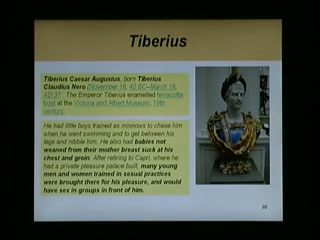 Tiberius
Tiberius Caesar Augustus, born Tiberius
Claudius Nero (November 16, 42 BC–March 16,
AD 37). The Emperor Tiberius enamelled terracotta
bust at the Victoria and Albert Museum, 19th
century.
He had little boys trained as minnows to chase him
when he went swimming and to get between his
legs and nibble him. He also had babies not
weaned from their mother breast suck at his
chest and groin. After retiring to Capri, where he
had a private pleasure palace built, many young
men and women trained in sexual practices
were brought there for his pleasure, and would
have sex in groups in front of him.